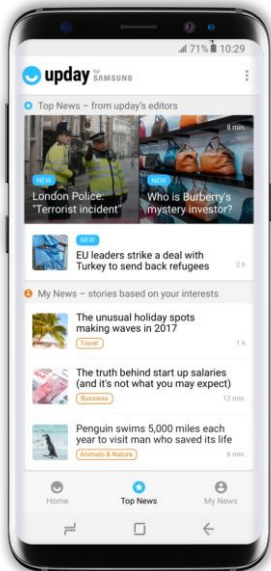 71% 10:29
upday for SAMSUNG
Top News – from upday's editors
8 min
NEW
London Police:
"Terrorist incident"
NEW
Who is Burberry's
mystery investor?
NEW
EU leaders strike a deal with
Turkey to send back refugees
2 h
My News – stories based on your interests
The unusual holiday spots
making waves in 2017
Travel
1 h
The truth behind start up salaries
(and it's not what you may expect)
Business
12 min
Penguin swims 5,000 miles each
year to visit man who saved its life
Animals & Nature
6 min
Home
Top News
My News